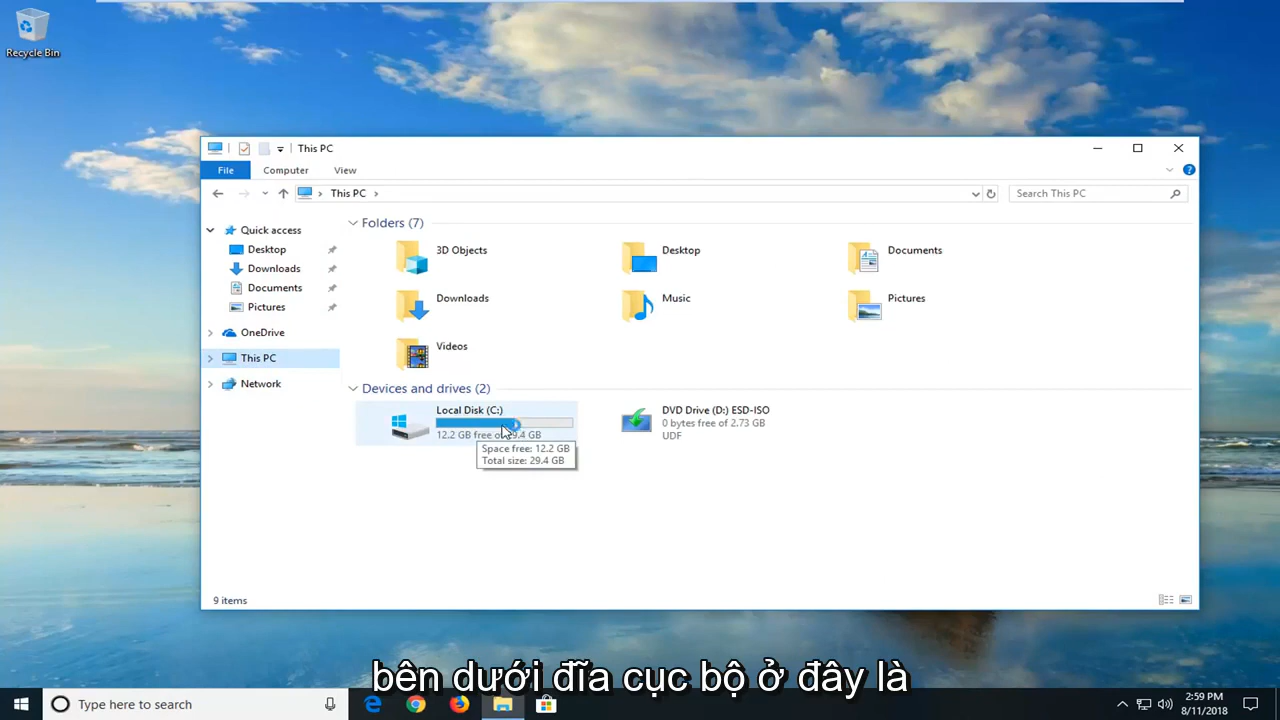 Recycle Bin
This PC
File
Computer
View
This PC
Search This PC
Quick access
Desktop
Downloads
Documents
Pictures
OneDrive
This PC
Network
Folders (7)
3D Objects
Desktop
Documents
Downloads
Music
Pictures
Videos
Devices and drives (2)
Local Disk (C:)
12.2 GB free of 29.4 GB
Space free: 12.2 GB
Total size: 29.4 GB
DVD Drive (D:) ESD-ISO
0 bytes free of 2.73 GB
UDF
9 items
bên dưới đĩa cục bộ ở đây là
Type here to search
2:59 PM
8/11/2018